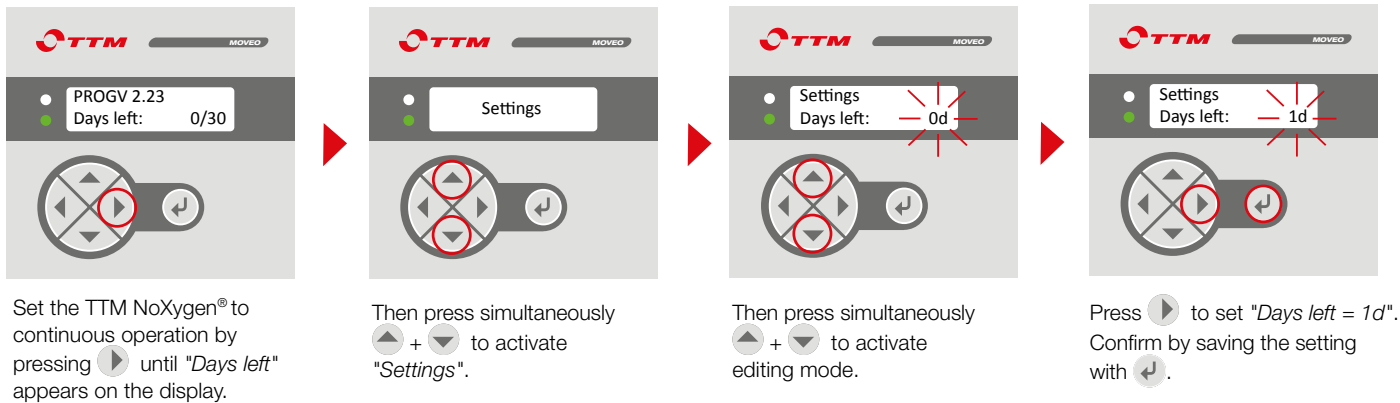 TTM MOVEO
PROGV 2.23
Days left: 0/30
Set the TTM NoXygen® to
continuous operation by
pressing until "Days left"
appears on the display.
TTM MOVEO
Settings
Then press simultaneously
+ to activate
"Settings".
TTM MOVEO
Settings
Days left: 0d
Then press simultaneously
+ to activate
editing mode.
TTM MOVEO
Settings
Days left: 1d
Press to set "Days left = 1d".
Confirm by saving the setting
with .